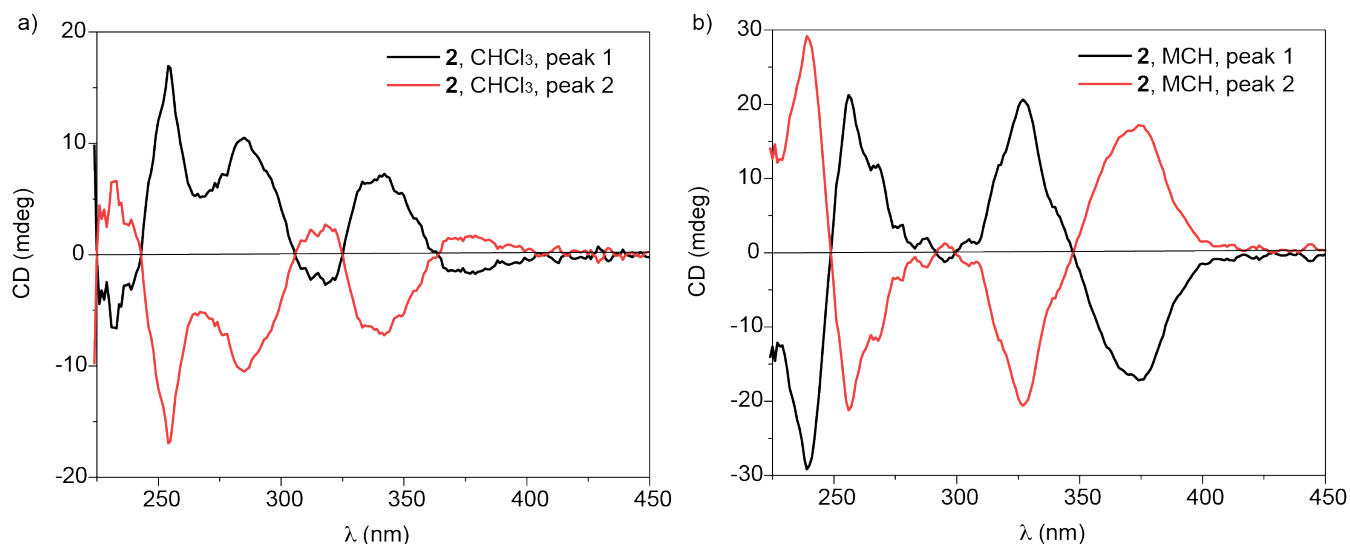 a)
20
10
0
-10
-20
CD (mdeg)
2, CHCl₃, peak 1
2, CHCl₃, peak 2
250 300 350 400 450
λ (nm)
b)
30
20
10
0
-10
-20
-30
CD (mdeg)
2, MCH, peak 1
2, MCH, peak 2
250 300 350 400 450
λ (nm)